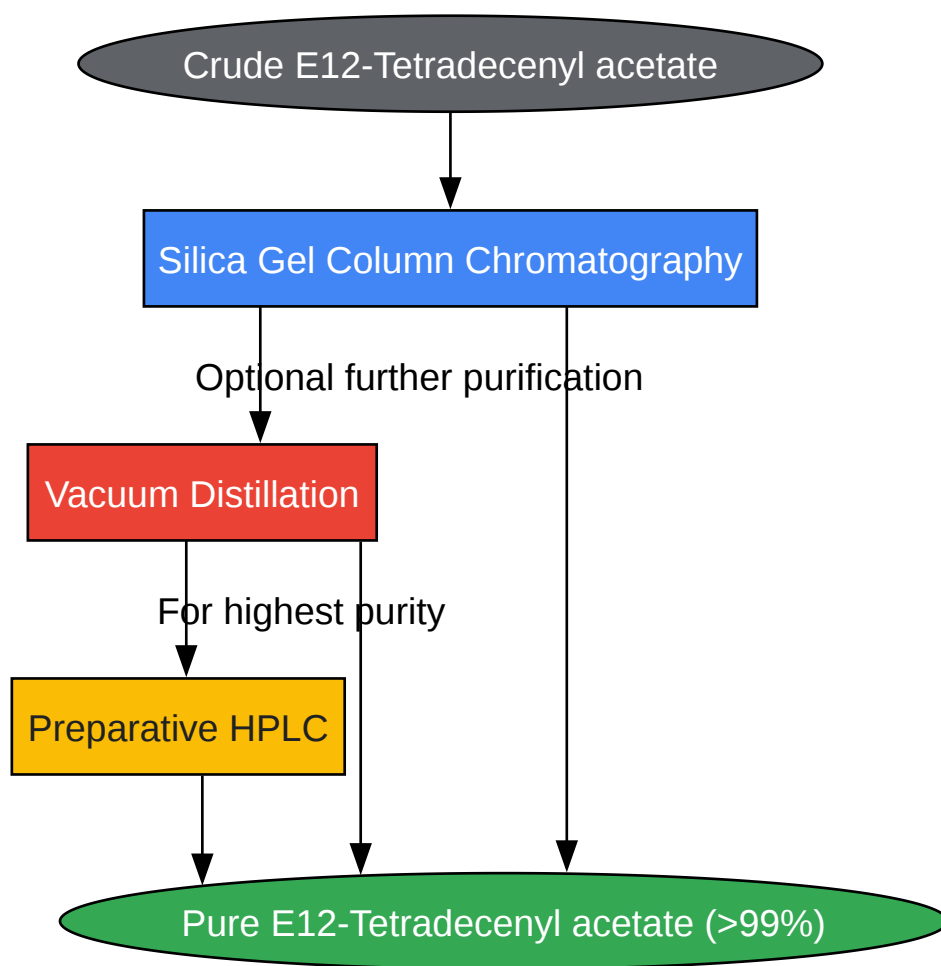 Crude E12-Tetradecenyl acetate
Silica Gel Column Chromatography
Optional further purification
Vacuum Distillation
For highest purity
Preparative HPLC
Pure E12-Tetradecenyl acetate (>99%)